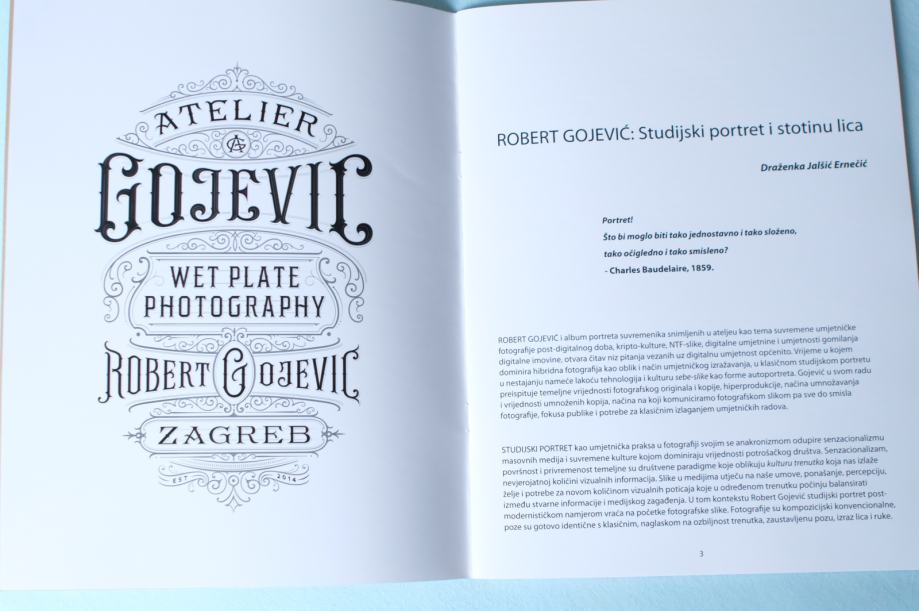 ATELIER
AG
GOJEVIC
WET PLATE
PHOTOGRAPHY
ROBERT GOJEVIC
ZAGREB
EST 2014
ROBERT GOJEVIĆ: Studijski portret i stotinu lica
Draženka Jalšić Ernečić
Portret!
Što bi moglo biti tako jednostavno i tako složeno,
tako očigledno i tako smisleno?
- Charles Baudelaire, 1859.
ROBERT GOJEVIĆ i album portreta suvremenika snimljenih u ateljeu kao tema suvremene umjetničke
fotografije post-digitalnog doba, kripto-kulture, NTF-slike, digitalne umjetnine i umjetnosti gomilanja
digitalne imovine, otvara čitav niz pitanja vezanih uz digitalnu umjetnost općenito. Vrijeme u kojem
dominira hibridna fotografija kao oblik i način umjetničkog izražavanja, u klasičnom studijskom portretu
u nestajanju nameće lakoću tehnologija i kulturu sebe-slike kao forme autoportreta. Gojević u svom radu
preispituje temeljne vrijednosti fotografskog originala i kopije, hiperprodukcije, načina umnožavanja
i vrijednosti umnoženih kopija, načina na koji komuniciramo fotografskom slikom pa sve do smisla
fotografije, fokusa publike i potrebe za klasičnim izlaganjem umjetničkih radova.
STUDIJSKI PORTRET kao umjetnička praksa u fotografiji svojim se anakronizmom odupire senzacionalizmu
masovnih medija i suvremene kulture kojom dominiraju vrijednosti potrošačkog društva. Senzacionalizam,
površnost i privremenost temeljne su društvene paradigme koje oblikuju kulturu trenutka koja nas izlaže
nevjerojatnoj količini vizualnih informacija. Slike u medijima utječu na naše umove, ponašanje, percepciju,
želje i potrebe za novom količinom vizualnih poticaja koje u određenom trenutku počinju balansirati
između stvarne informacije i medijskog zagađenja. U tom kontekstu Robert Gojević studijski portret post-
modernističkom namjerom vraća na početke fotografske slike. Fotografije su kompozicijski konvencionalne,
poze su gotovo identične s klasičnim, naglaskom na ozbiljnost trenutka, zaustavljenu pozu, izraz lica i ruke.
3